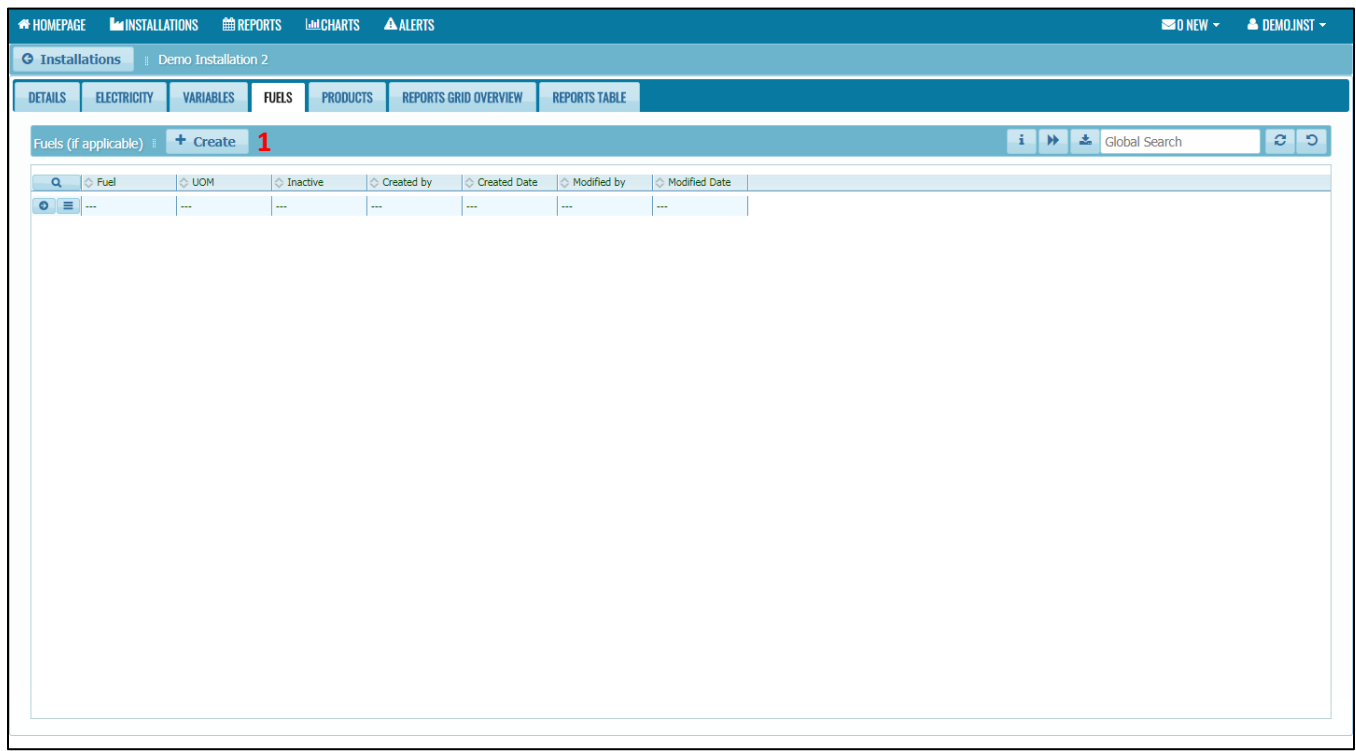 HOMEPAGE INSTALLATIONS REPORTS CHARTS ALERTS 0 NEW DEMO.INST
Installations Demo Installation 2
DETAILS ELECTRICITY VARIABLES FUELS PRODUCTS REPORTS GRID OVERVIEW REPORTS TABLE
Fuels (if applicable) + Create 1 i Global Search
Fuel UOM Inactive Created by Created Date Modified by Modified Date
--- --- --- --- --- --- ---